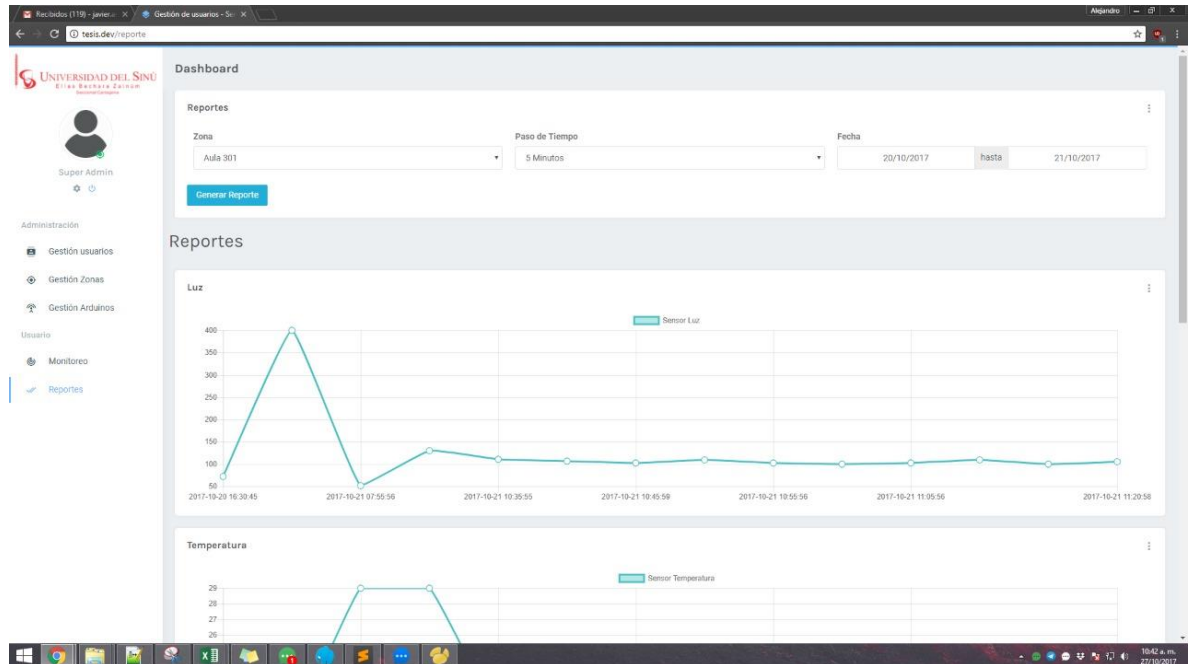 Recibidos (119) - javier.a
Gestión de usuarios - Se
Alejandro
tesis.dev/reporte
UNIVERSIDAD DEL SINÚ
Elías Bechara Zainúm
Seccional Cartagena
Super Admin
Administración
Gestión usuarios
Gestión Zonas
Gestión Arduinos
Usuario
Monitoreo
Reportes
Dashboard
Reportes
Zona
Paso de Tiempo
Fecha
Aula 301
5 Minutos
20/10/2017
hasta
21/10/2017
Generar Reporte
Reportes
Luz
Sensor Luz
400
350
300
250
200
150
100
50
2017-10-20 16:30:45
2017-10-21 07:55:56
2017-10-21 10:35:55
2017-10-21 10:45:59
2017-10-21 10:55:56
2017-10-21 11:05:56
2017-10-21 11:20:58
Temperatura
Sensor Temperatura
29
28
27
26
10:42 a. m.
27/10/2017